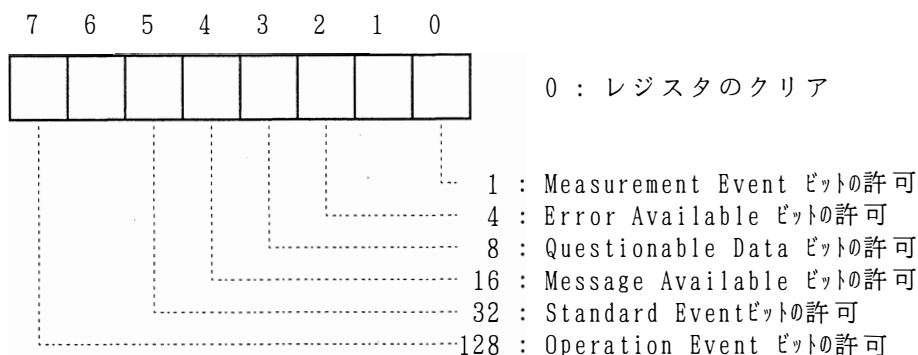 7 6 5 4 3 2 1 0
0 : レジスタのクリア
1 : Measurement Event ビットの許可
4 : Error Available ビットの許可
8 : Questionable Data ビットの許可
16 : Message Available ビットの許可
32 : Standard Eventビットの許可
128 : Operation Event ビットの許可